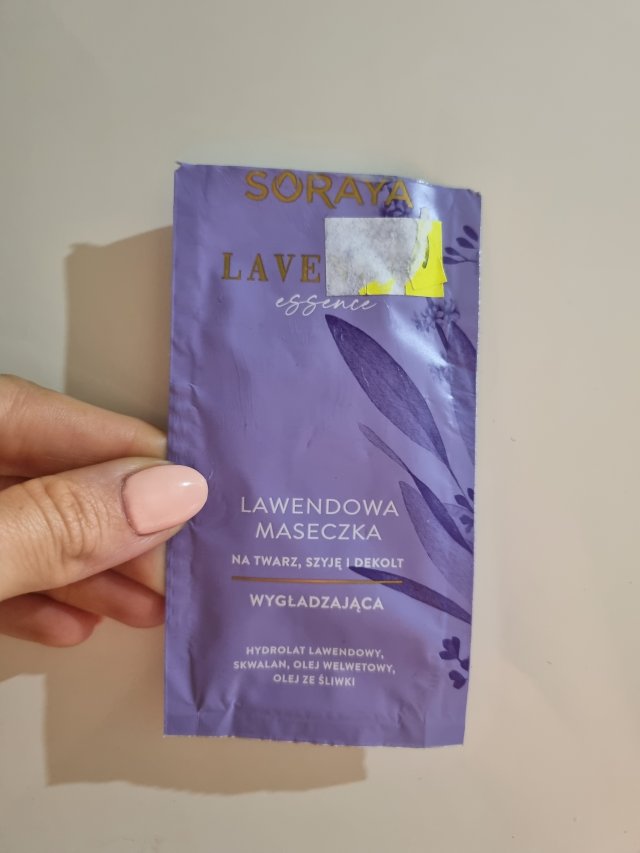 SORAYA
LAVE
essence
LAWENDOWA
MASECZKA
NA TWARZ, SZYJĘ I DEKOLT
WYGŁADZAJĄCA
HYDROLAT LAWENDOWY,
SKWALAN, OLEJ WELWETOWY,
OLEJ ZE ŚLIWKI